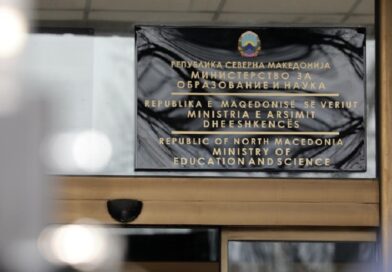 РЕПУБЛИКА СЕВЕРНА МАКЕДОНИЈА
МИНИСТЕРСТВО ЗА
ОБРАЗОВАНИЕ И НАУКА
REPUBLIKA E MAQEDONISË SË VERIUT
MINISTRIA E ARSIMIT
DHE E SHKENCËS
REPUBLIC OF NORTH MACEDONIA
MINISTRY OF
EDUCATION AND SCIENCE